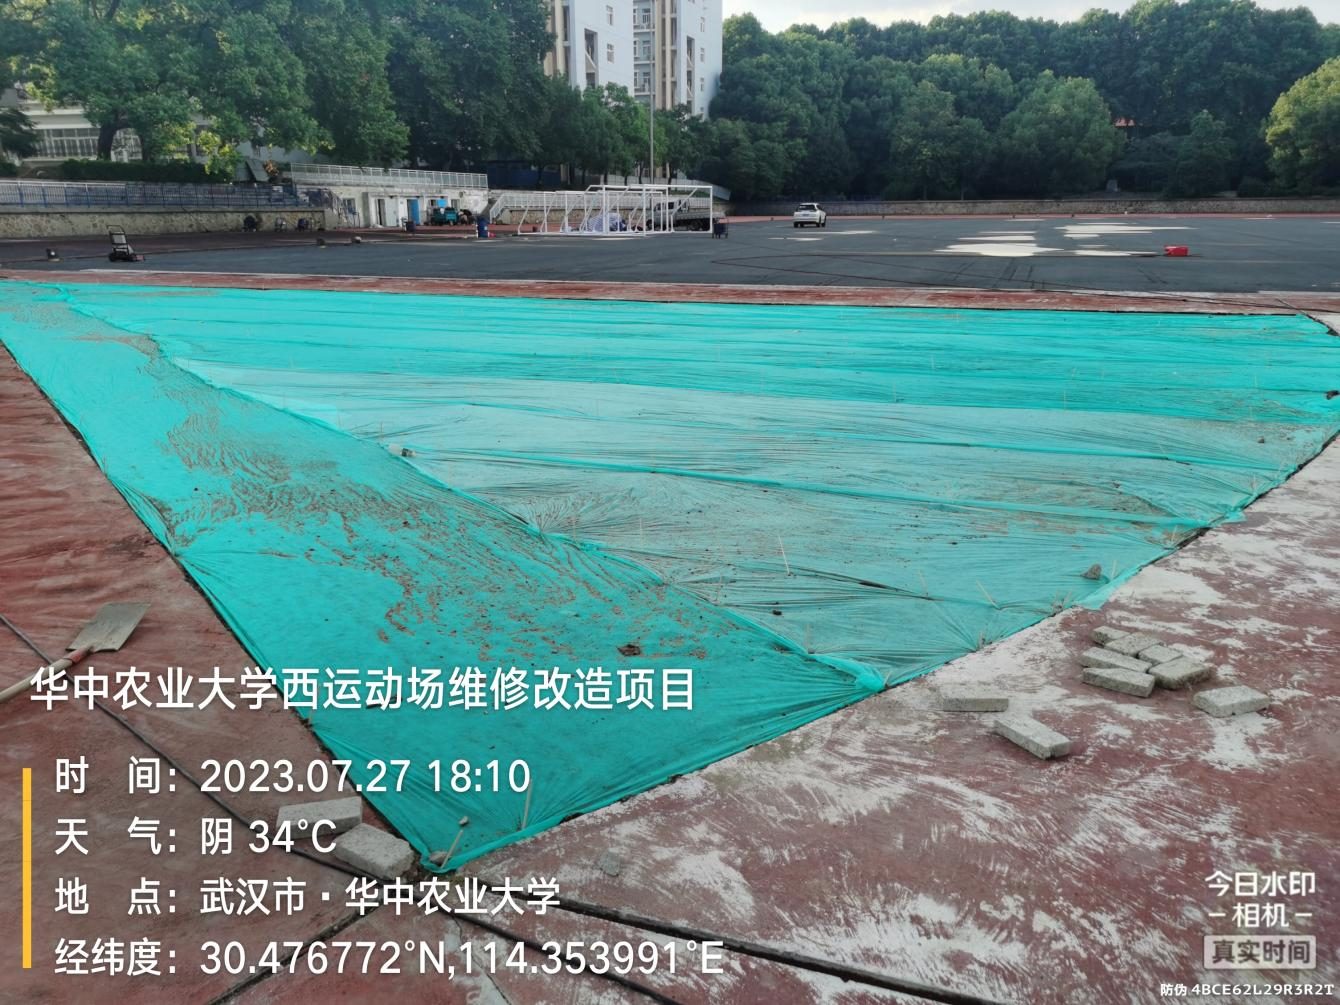 华中农业大学西运动场维修改造项目
时 间：2023.07.27 18:10
天 气：阴 34℃
地 点：武汉市·华中农业大学
经纬度：30.476772°N,114.353991°E
今日水印
-相机-
真实时间
防伪 4BCE62L29R3R2T